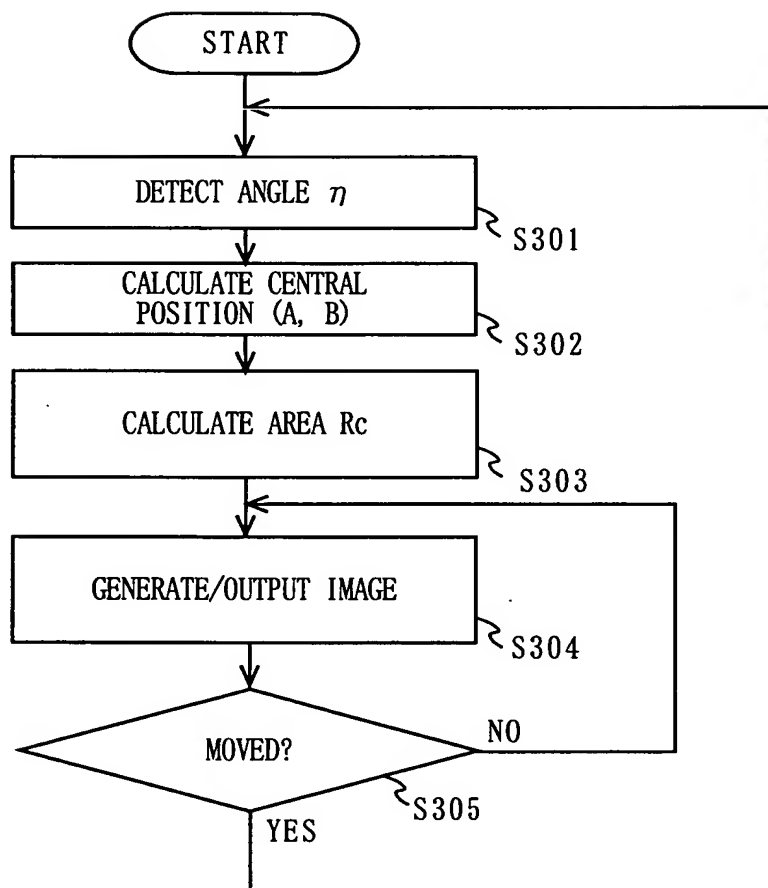 START
DETECT ANGLE η
S301
CALCULATE CENTRAL
POSITION (A, B)
S302
CALCULATE AREA Rc
S303
GENERATE/OUTPUT IMAGE
S304
MOVED?
NO
S305
YES